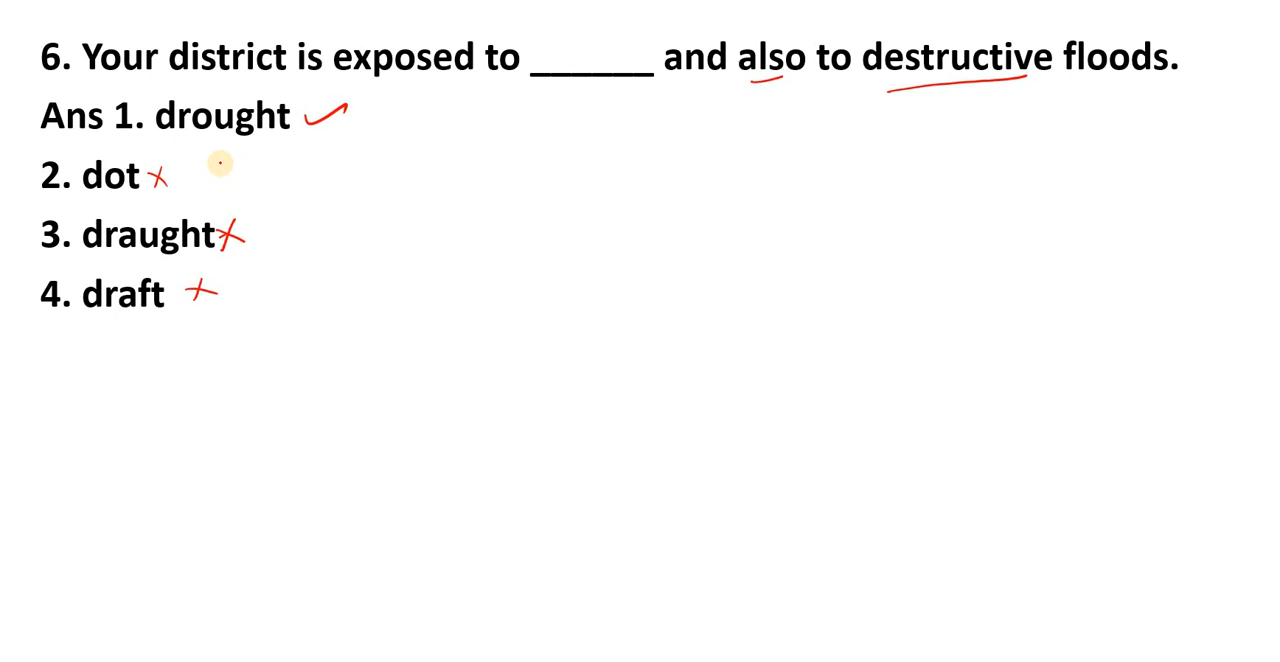 6. Your district is exposed to ______ and also to destructive floods.
Ans 1. drought
2. dot
3. draught
4. draft